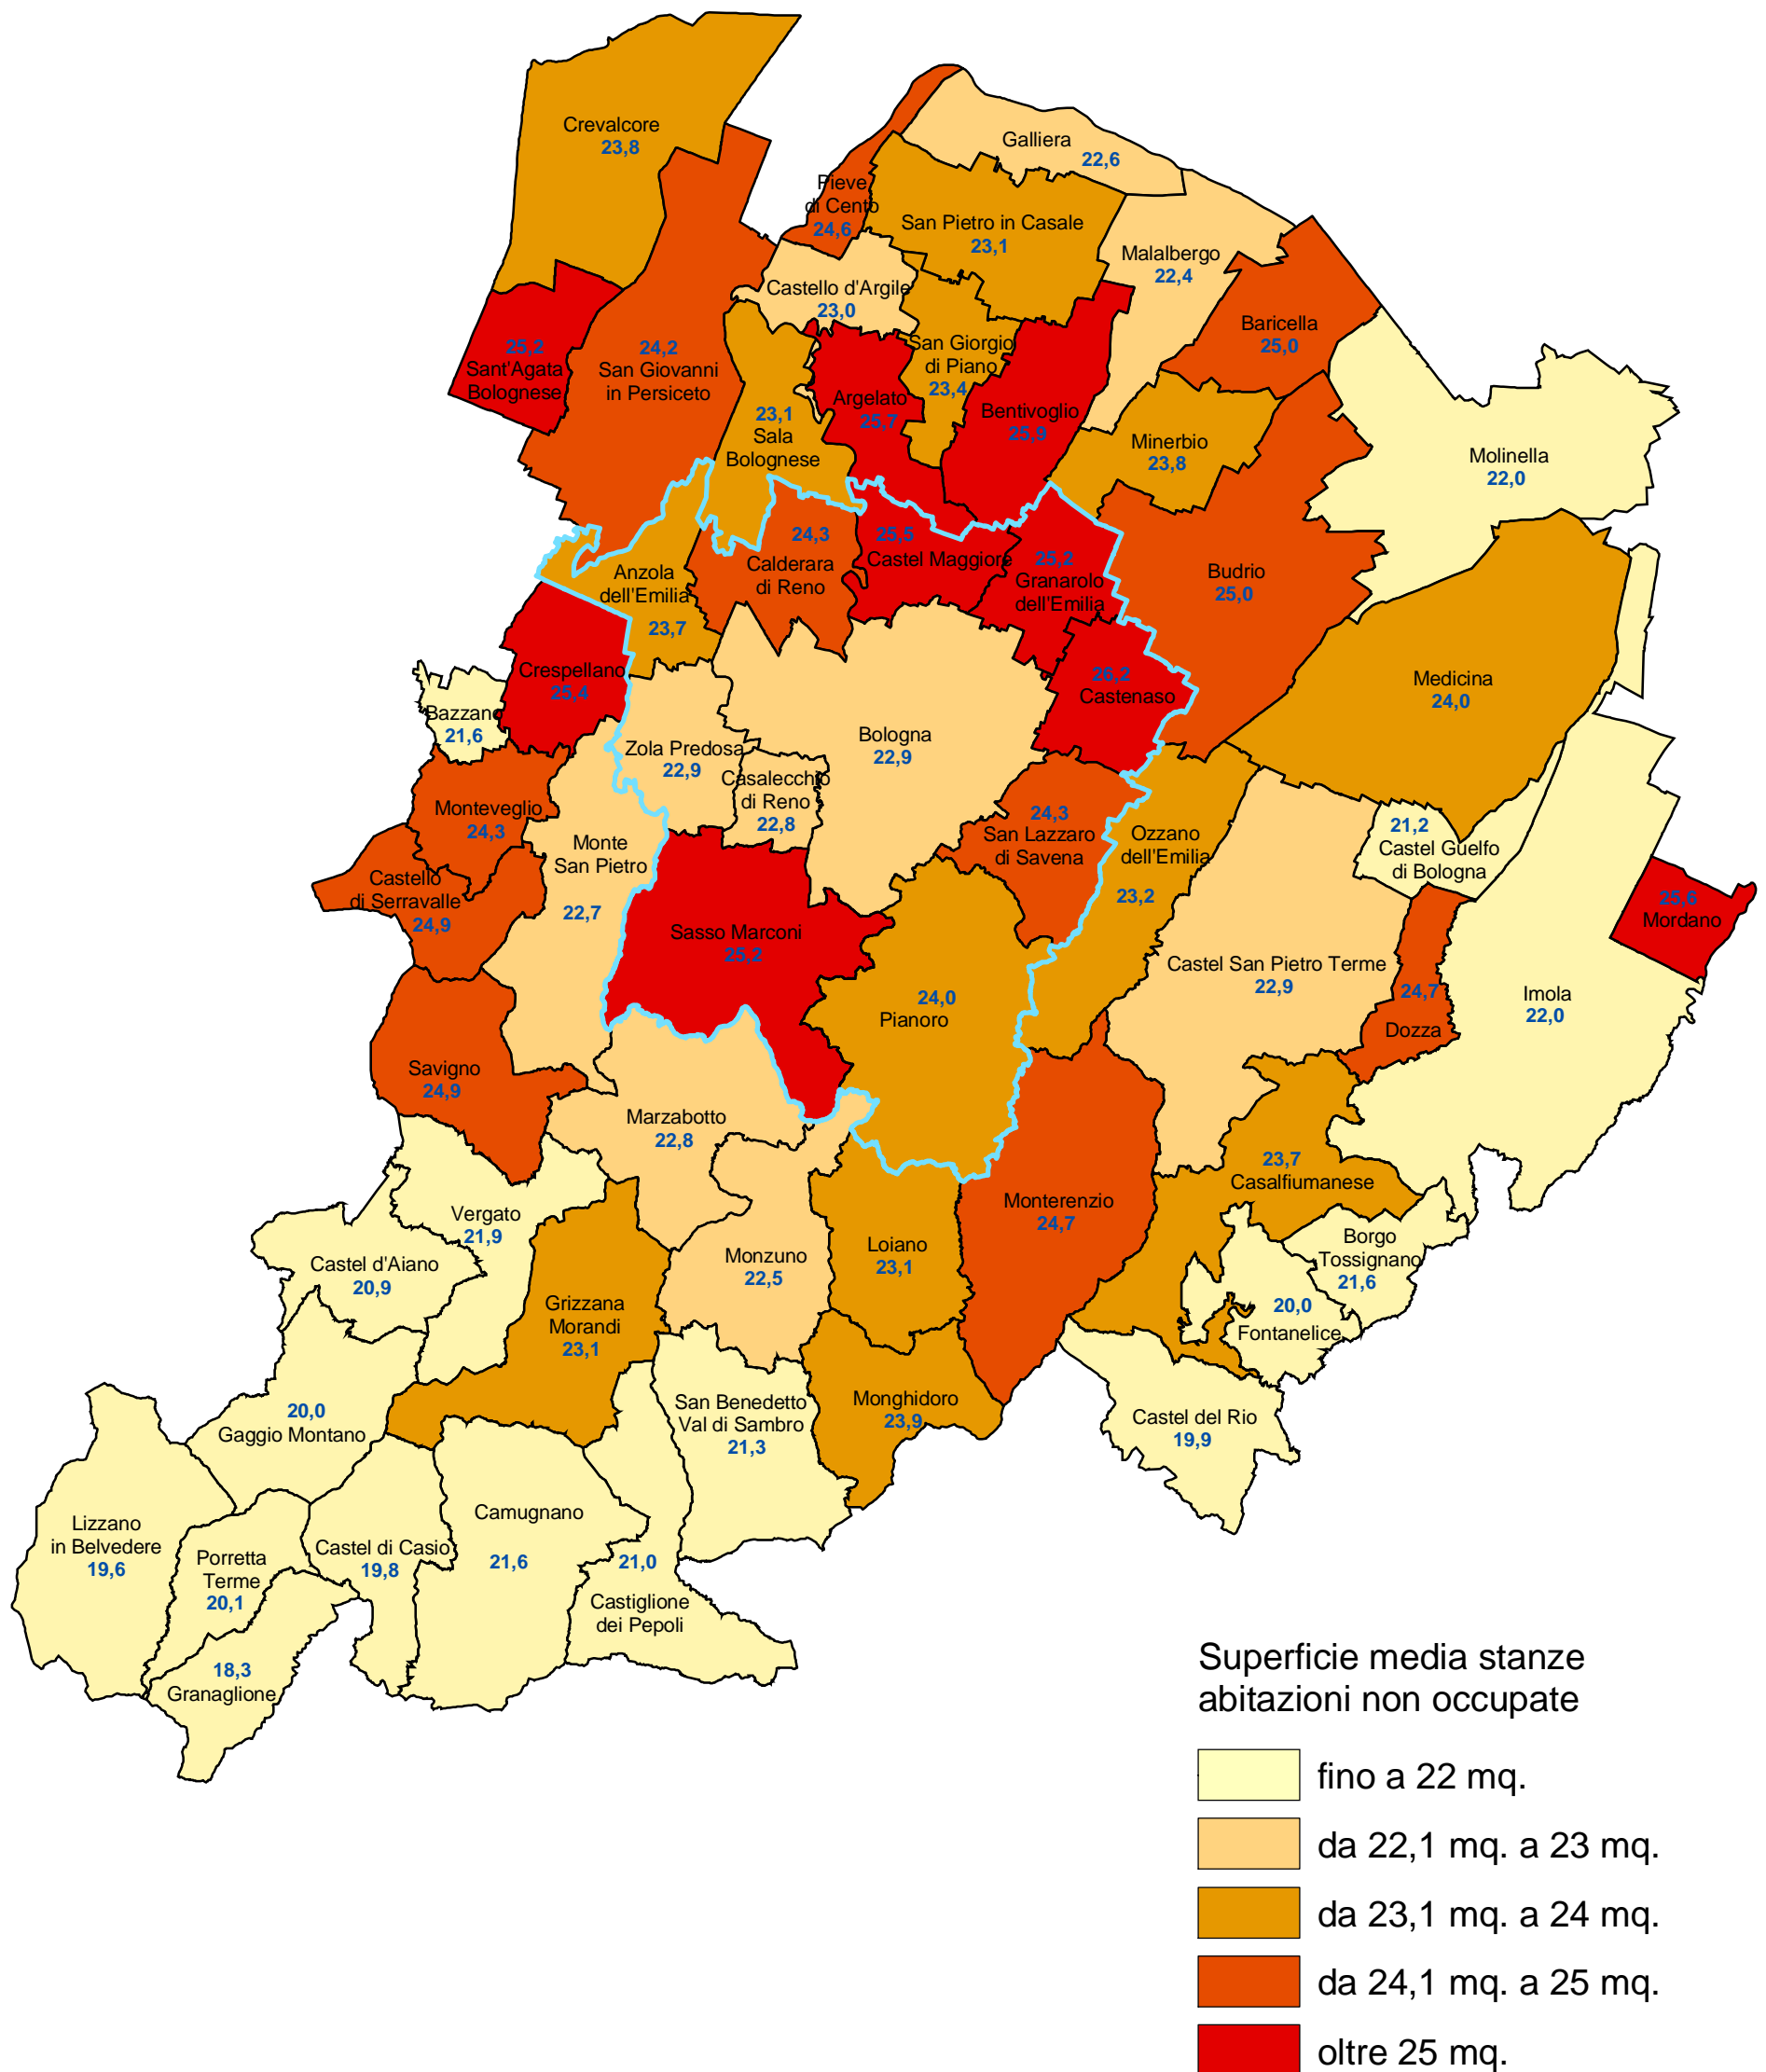 Crevalcore
23,8
Galliera
22,6
Pieve
di Cento
24,6
San Pietro in Casale
23,1
Malalbergo
22,4
Castello d'Argile
23,0
Baricella
25,0
25,2
Sant'Agata
Bolognese
24,2
San Giovanni
in Persiceto
San Giorgio
di Piano
23,4
Argelato
25,7
Bentivoglio
25,9
23,1
Sala
Bolognese
Minerbio
23,8
Molinella
22,0
24,3
Calderara
di Reno
25,5
Castel Maggiore
25,2
Granarolo
dell'Emilia
Budrio
25,0
Anzola
dell'Emilia
23,7
Crespellano
25,4
26,2
Castenaso
Medicina
24,0
Bazzano
21,6
Zola Predosa
22,9
Bologna
22,9
Casalecchio
di Reno
22,8
Monteveglio
24,3
Monte
San Pietro
22,7
24,3
San Lazzaro
di Savena
Ozzano
dell'Emilia
23,2
21,2
Castel Guelfo
di Bologna
Castello
di Serravalle
24,9
25,6
Mordano
Sasso Marconi
25,2
Castel San Pietro Terme
22,9
24,7
Dozza
Imola
22,0
24,0
Pianoro
Savigno
24,9
Marzabotto
22,8
23,7
Casalfiumanese
Vergato
21,9
Monterenzio
24,7
Castel d'Aiano
20,9
Monzuno
22,5
Loiano
23,1
Borgo
Tossignano
21,6
Grizzana
Morandi
23,1
20,0
Fontanelice
20,0
Gaggio Montano
San Benedetto
Val di Sambro
21,3
Monghidoro
23,9
Castel del Rio
19,9
Lizzano
in Belvedere
19,6
Porretta
Terme
20,1
Castel di Casio
19,8
Camugnano
21,6
21,0
Castiglione
dei Pepoli
18,3
Granaglione
Superficie media stanze
abitazioni non occupate
fino a 22 mq.
da 22,1 mq. a 23 mq.
da 23,1 mq. a 24 mq.
da 24,1 mq. a 25 mq.
oltre 25 mq.